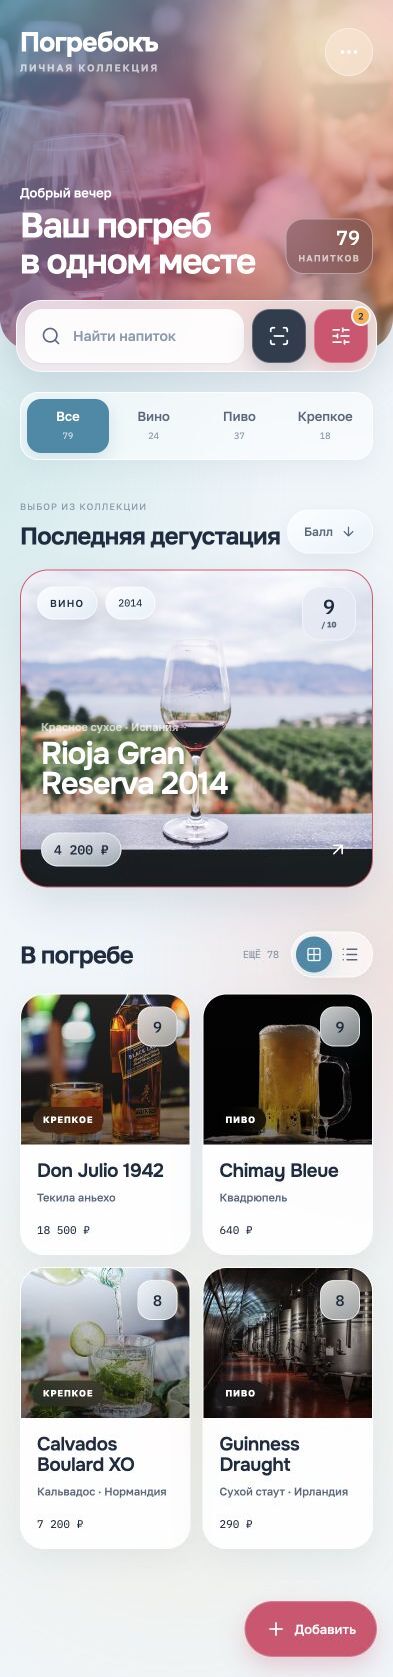 Погребокъ
ЛИЧНАЯ КОЛЛЕКЦИЯ
Добрый вечер
Ваш погреб
в одном месте
79
НАПИТКОВ
Найти напиток
2
Все
79
Вино
24
Пиво
37
Крепкое
18
ВЫБОР ИЗ КОЛЛЕКЦИИ
Последняя дегустация
Балл
ВИНО
2014
9
/ 10
Красное сухое · Испания
Rioja Gran
Reserva 2014
4 200 ₽
В погребе
ЕЩЁ 78
9
BLACK LABEL
КРЕПКОЕ
Don Julio 1942
Текила аньехо
18 500 ₽
9
ПИВО
Chimay Bleue
Квадрюпель
640 ₽
8
КРЕПКОЕ
Calvados
Boulard XO
Кальвадос · Нормандия
7 200 ₽
8
ПИВО
Guinness
Draught
Сухой стаут · Ирландия
290 ₽
Добавить